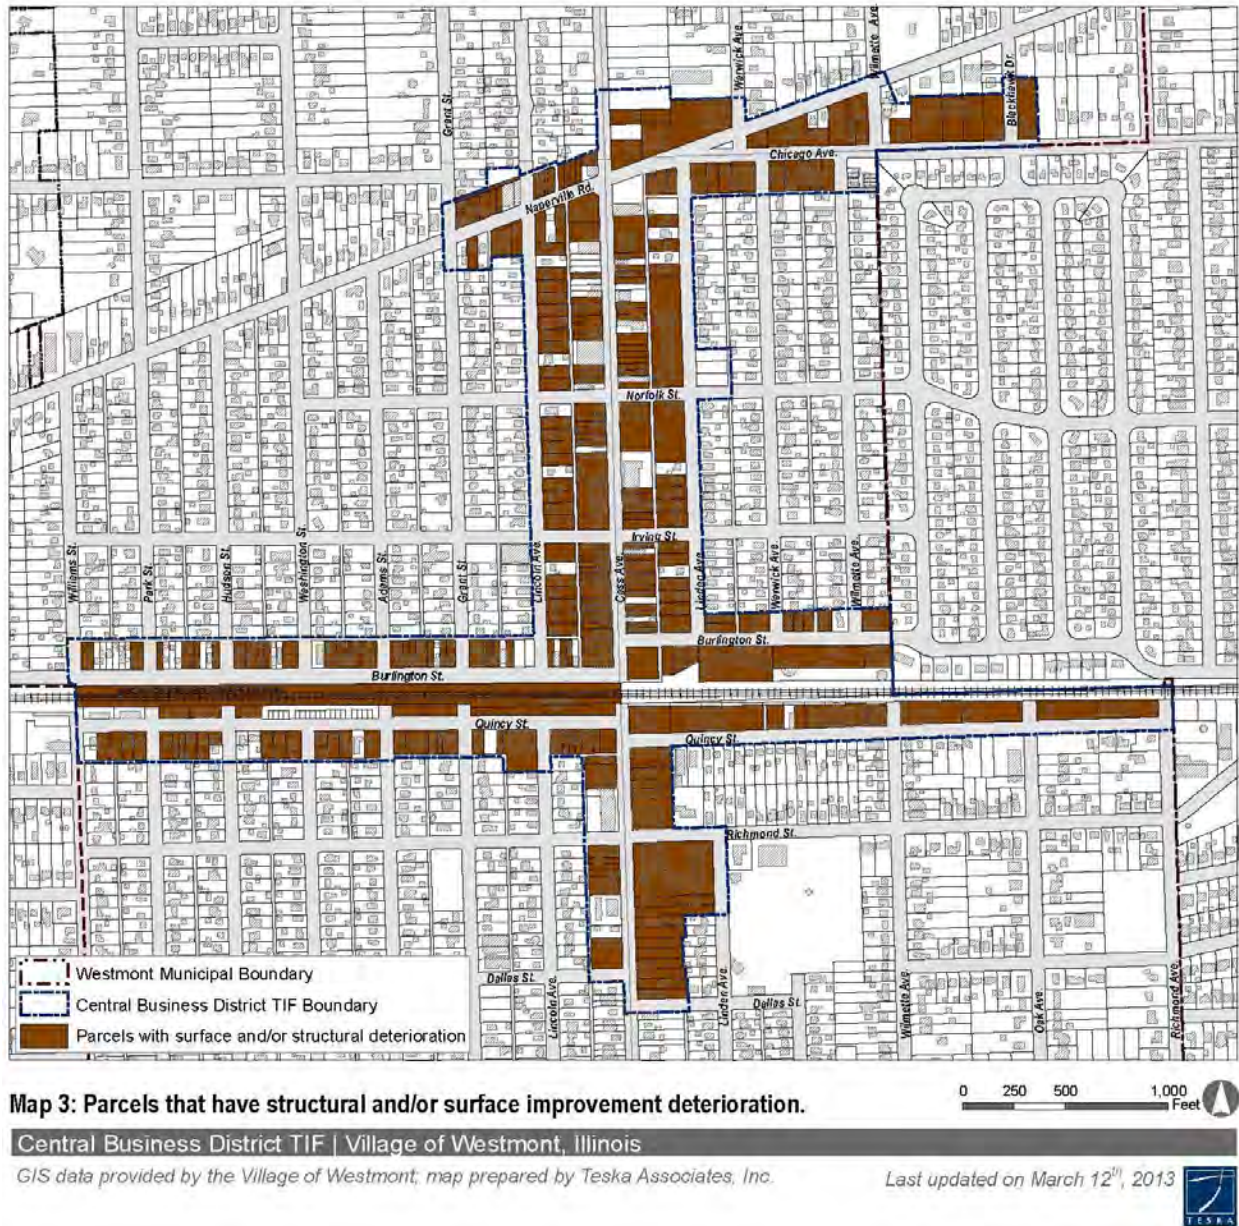 Warwick Ave.
Wilmette Ave.
Blackhawk Dr.
Grant St.
Chicago Ave.
Naperville Rd.
Norfolk St.
Irving St.
Williams St.
Park St.
Hudson St.
Washington St.
Adams St.
Grant St.
Lincoln Ave.
Cass Ave.
Linden Ave.
Warwick Ave.
Wilmette Ave.
Burlington St.
Burlington St.
Quincy St.
Quincy St.
Richmond St.
Dallas St.
Lincoln Ave.
Linden Ave.
Dallas St.
Wilmette Ave.
Oak Ave.
Richmond Ave.
Westmont Municipal Boundary
Central Business District TIF Boundary
Parcels with surface and/or structural deterioration
Map 3: Parcels that have structural and/or surface improvement deterioration.
0 250 500 1,000
Feet
Central Business District TIF | Village of Westmont, Illinois
GIS data provided by the Village of Westmont; map prepared by Teska Associates, Inc.
Last updated on March 12th, 2013
TESKA